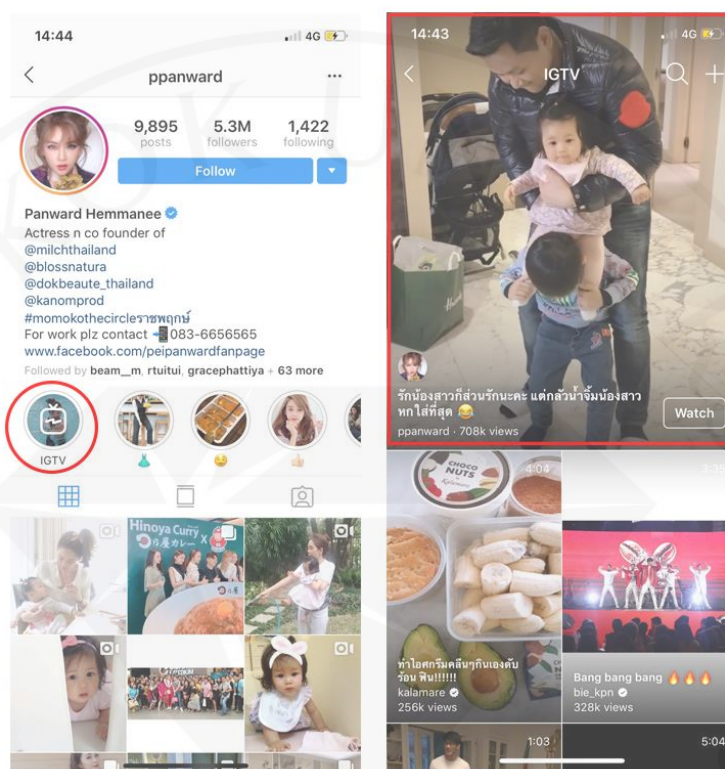 14:44
4G
ppanward
9,895 5.3M 1,422
posts followers following
Follow
Panward Hemmanee
Actress n co founder of
@milchthailand
@blossnatura
@dokbeaute_thailand
@kanomprod
#momokothecircleราชพฤกษ์
For work plz contact 📲083-6656565
www.facebook.com/peipanwardfanpage
Followed by beam__m, rtuitui, gracephattiya + 63 more
IGTV
Hinoya Curry X
14:43
4G
IGTV
รักน้องสาวก็ส่วนรักนะคะ แต่กลัวน้ำจิ้มน้องสาว
หกใส่ที่สุด 😂
ppanward · 708k views
Watch
4:04
CHOCO
NUTS
Kalamare
ทำไอศกรีมคลีนๆกินเองดับ
ร้อน ฟิน!!!!!!
kalamare
256k views
3:35
Bang bang bang 🔥🔥🔥
bie_kpn
328k views
1:03
5:04